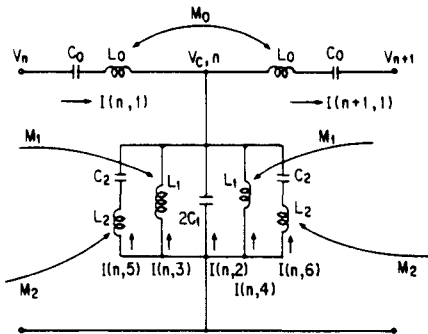 M₀
Vₙ C₀ L₀ V_C,n L₀ C₀ Vₙ₊₁
I(n,1) I(n+1,1)
M₁ M₁
C₂ L₁ L₁ C₂
2C₁
L₂ L₂
I(n,5) I(n,3) I(n,2) I(n,6)
M₂ I(n,4) M₂